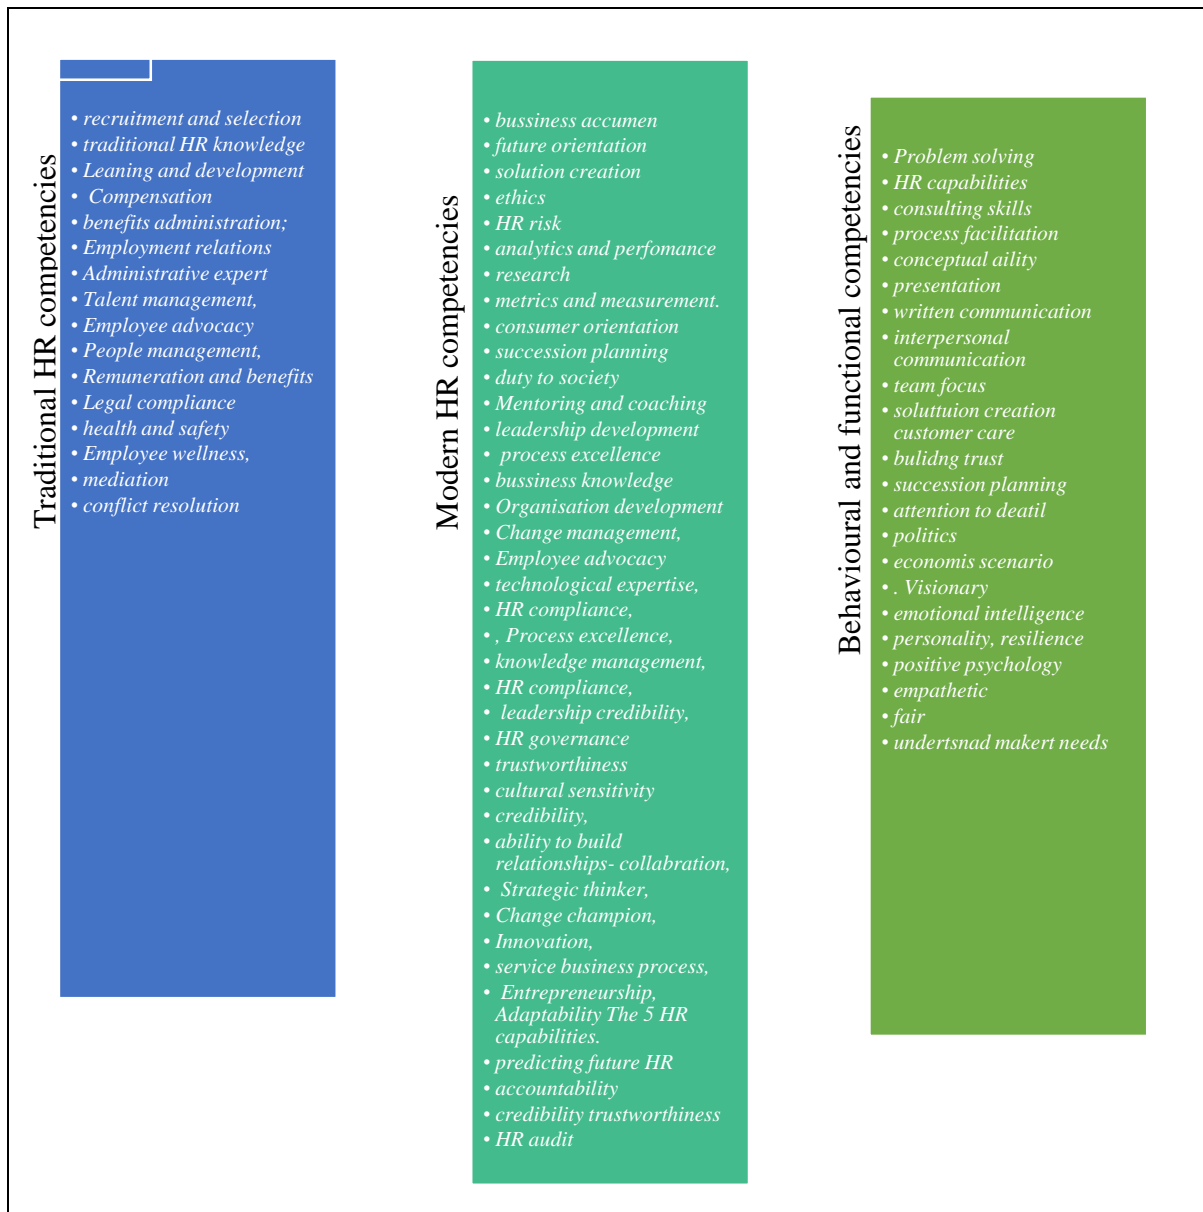 Traditional HR competencies
• recruitment and selection
• traditional HR knowledge
• Leaning and development
• Compensation
• benefits administration;
• Employment relations
• Administrative expert
• Talent management,
• Employee advocacy
• People management,
• Remuneration and benefits
• Legal compliance
• health and safety
• Employee wellness,
• mediation
• conflict resolution
Modern HR competencies
• bussiness accumen
• future orientation
• solution creation
• ethics
• HR risk
• analytics and perfomance
• research
• metrics and measurement.
• consumer orientation
• succession planning
• duty to society
• Mentoring and coaching
• leadership development
• process excellence
• bussiness knowledge
• Organisation development
• Change management,
• Employee advocacy
• technological expertise,
• HR compliance,
• , Process excellence,
• knowledge management,
• HR compliance,
• leadership credibility,
• HR governance
• trustworthiness
• cultural sensitivity
• credibility,
• ability to build
relationships- collabration,
• Strategic thinker,
• Change champion,
• Innovation,
• service business process,
• Entrepreneurship,
Adaptability The 5 HR
capabilities.
• predicting future HR
• accountability
• credibility trustworthiness
• HR audit
Behavioural and functional competencies
• Problem solving
• HR capabilities
• consulting skills
• process facilitation
• conceptual aility
• presentation
• written communication
• interpersonal
communication
• team focus
• soluttuion creation
customer care
• bulidng trust
• succession planning
• attention to deatil
• politics
• economis scenario
• . Visionary
• emotional intelligence
• personality, resilience
• positive psychology
• empathetic
• fair
• undertsnad makert needs